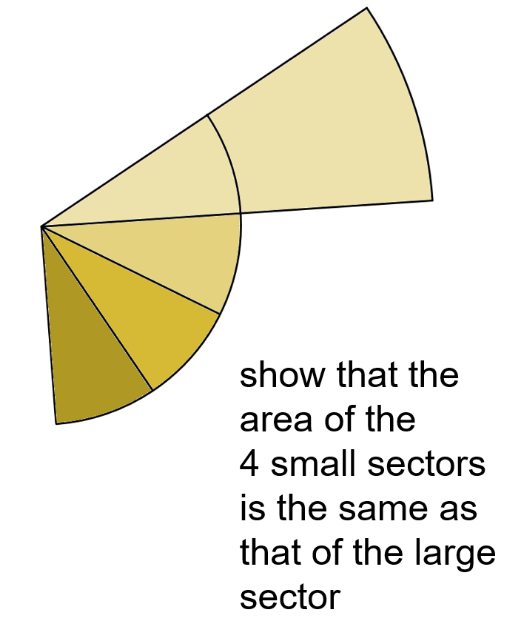 show that the
area of the
4 small sectors
is the same as
that of the large
sector